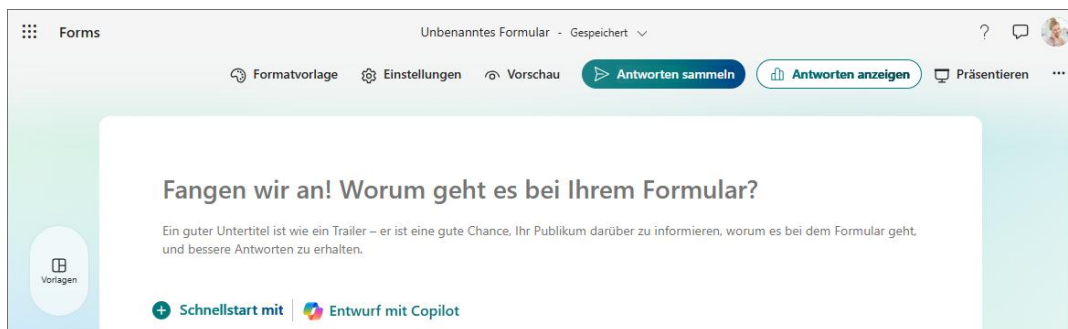 Forms
Unbenanntes Formular - Gespeichert
?
Formatvorlage Einstellungen Vorschau Antworten sammeln Antworten anzeigen Präsentieren ...
Fangen wir an! Worum geht es bei Ihrem Formular?
Ein guter Untertitel ist wie ein Trailer – er ist eine gute Chance, Ihr Publikum darüber zu informieren, worum es bei dem Formular geht,
und bessere Antworten zu erhalten.
Vorlagen
Schnellstart mit Entwurf mit Copilot